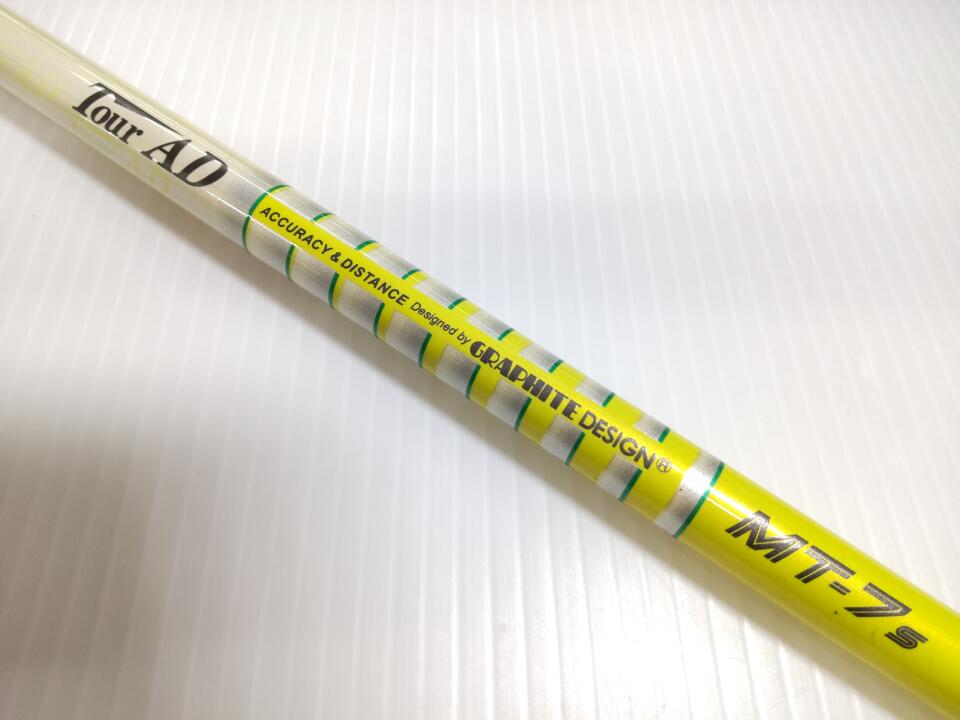 Tour AD
ACCURACY & DISTANCE Designed by GRAPHITE DESIGN®
MT-7S